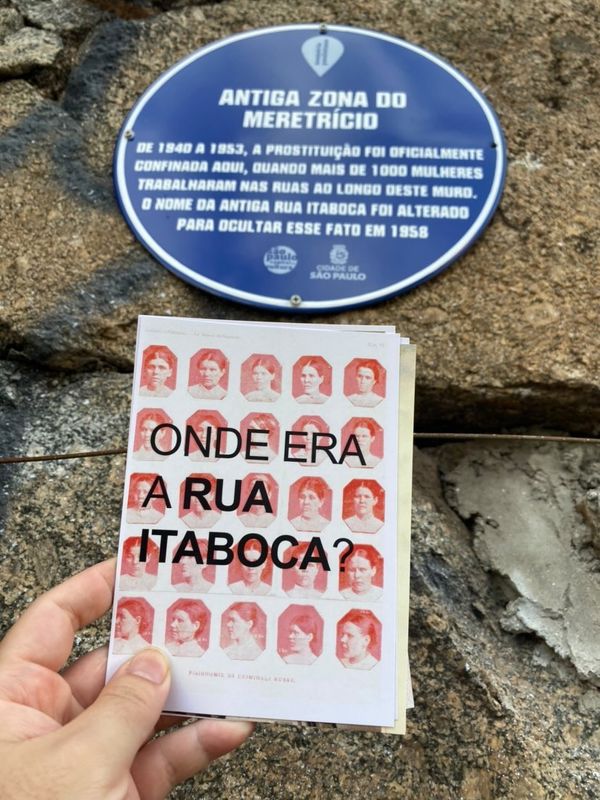 ANTIGA ZONA DO
MERETRÍCIO
DE 1940 A 1953, A PROSTITUIÇÃO FOI OFICIALMENTE
CONFINADA AQUI, QUANDO MAIS DE 1000 MULHERES
TRABALHARAM NAS RUAS AO LONGO DESTE MURO.
O NOME DA ANTIGA RUA ITABOCA FOI ALTERADO
PARA OCULTAR ESSE FATO EM 1958
são
paulo
CIDADE DE
SÃO PAULO
ONDE ERA
A RUA
ITABOCA?